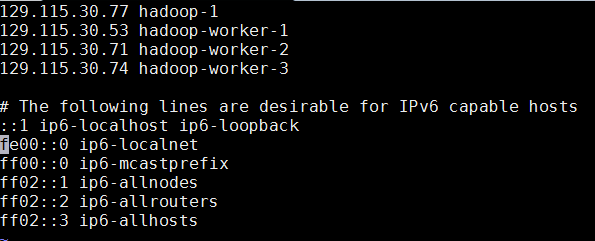 129.115.30.77 hadoop-1
129.115.30.53 hadoop-worker-1
129.115.30.71 hadoop-worker-2
129.115.30.74 hadoop-worker-3
# The following lines are desirable for IPv6 capable hosts
::1 ip6-localhost ip6-loopback
fe00::0 ip6-localnet
ff00::0 ip6-mcastprefix
ff02::1 ip6-allnodes
ff02::2 ip6-allrouters
ff02::3 ip6-allhosts
~